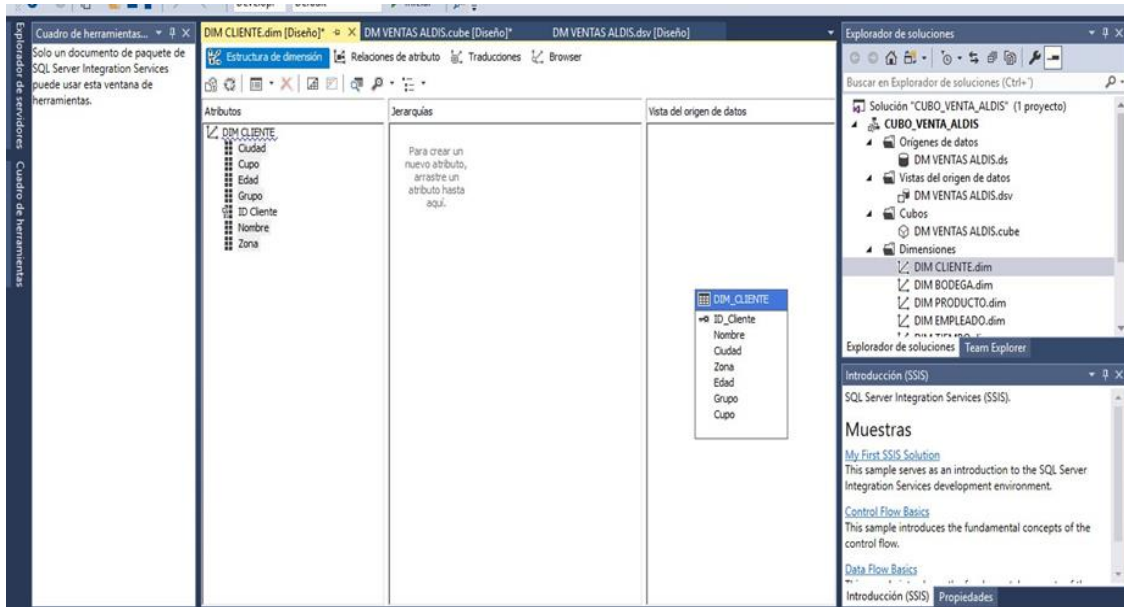 Cuadro de herramientas...
Solo un documento de paquete de
SQL Server Integration Services
puede usar esta ventana de
herramientas.
Explorador de servidores
Cuadro de herramientas
DIM CLIENTE.dim [Diseño]*
DM VENTAS ALDIS.cube [Diseño]*
DM VENTAS ALDIS.dsv [Diseño]
Estructura de dimensión
Relaciones de atributo
Traducciones
Browser
Atributos
DIM CLIENTE
Ciudad
Cupo
Edad
Grupo
ID Cliente
Nombre
Zona
Jerarquías
Para crear un
nuevo atributo,
arrastre un
atributo hasta
aquí.
Vista del origen de datos
DIM_CLIENTE
ID_Cliente
Nombre
Ciudad
Zona
Edad
Grupo
Cupo
Explorador de soluciones
Buscar en Explorador de soluciones (Ctrl+¨)
Solución "CUBO_VENTA_ALDIS" (1 proyecto)
CUBO_VENTA_ALDIS
Orígenes de datos
DM VENTAS ALDIS.ds
Vistas del origen de datos
DM VENTAS ALDIS.dsv
Cubos
DM VENTAS ALDIS.cube
Dimensiones
DIM CLIENTE.dim
DIM BODEGA.dim
DIM PRODUCTO.dim
DIM EMPLEADO.dim
Explorador de soluciones
Team Explorer
Introducción (SSIS)
SQL Server Integration Services (SSIS).
Muestras
My First SSIS Solution
This sample serves as an introduction to the SQL Server
Integration Services development environment.
Control Flow Basics
This sample introduces the fundamental concepts of the
control flow.
Data Flow Basics
Introducción (SSIS)
Propiedades